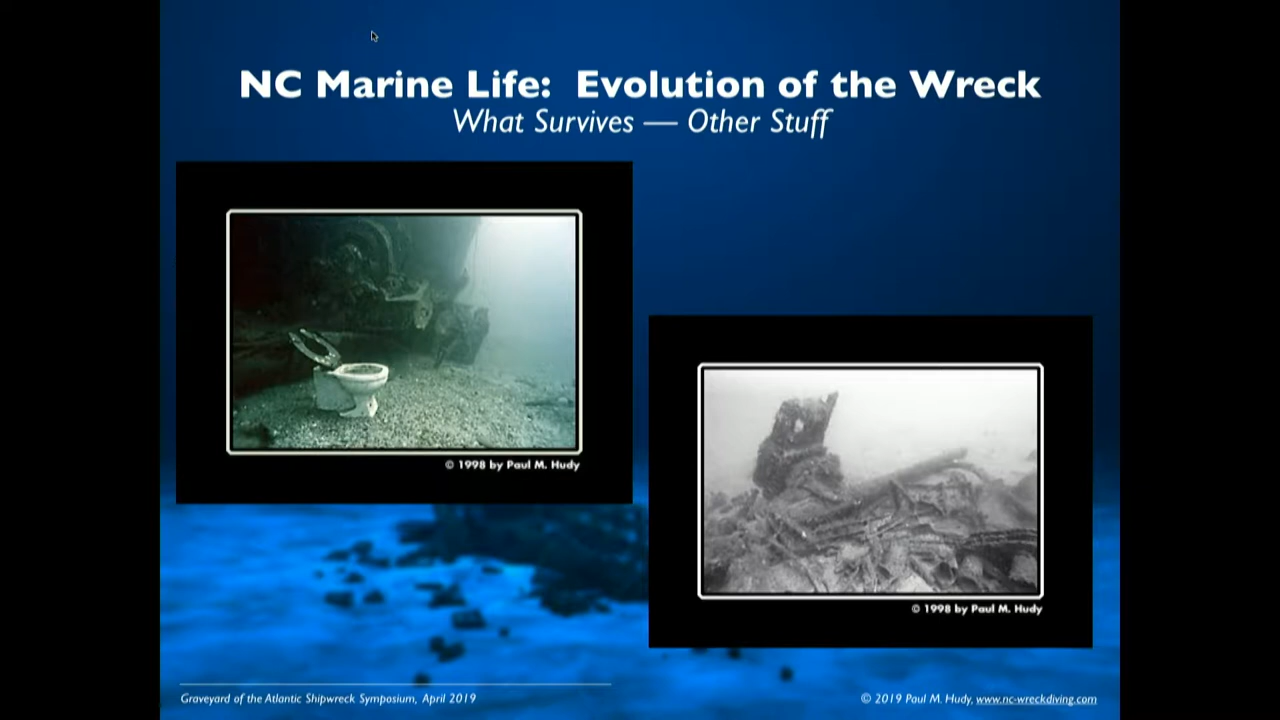 NC Marine Life: Evolution of the Wreck
What Survives — Other Stuff
© 1998 by Paul M. Hudy
© 1998 by Paul M. Hudy
Graveyard of the Atlantic Shipwreck Symposium, April 2019
© 2019 Paul M. Hudy, www.nc-wreckdiving.com